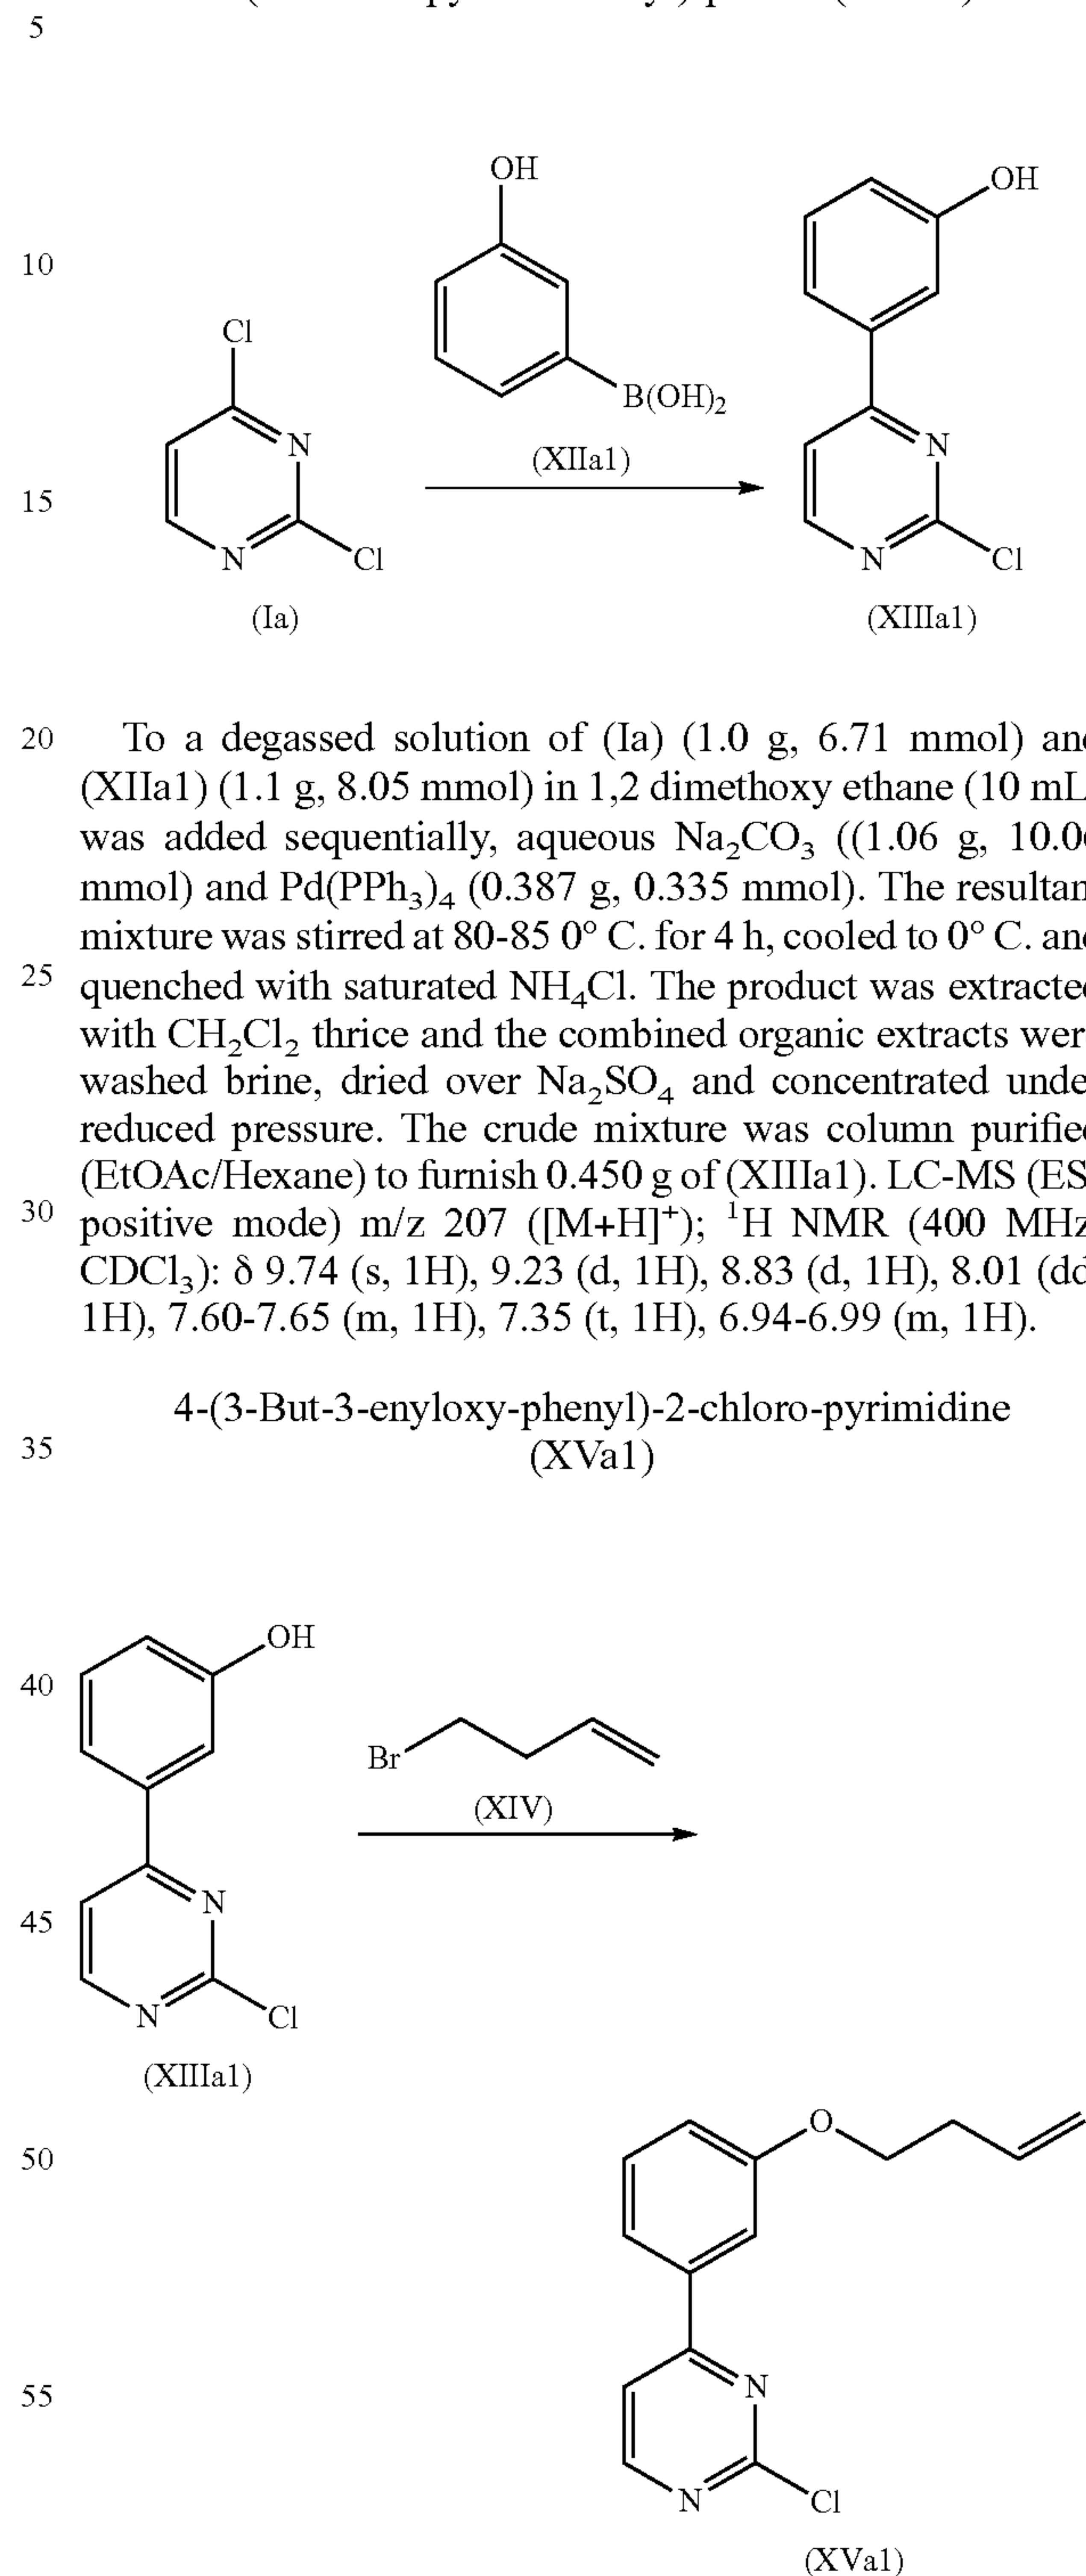 5
OH
OH
10
Cl
B(OH)2
N
N
(XIIa1)
15
N
Cl
N
Cl
(Ia)
(XIIIa1)
20 To a degassed solution of (Ia) (1.0 g, 6.71 mmol) and
(XIIa1) (1.1 g, 8.05 mmol) in 1,2 dimethoxy ethane (10 mL
was added sequentially, aqueous Na2CO3 ((1.06 g, 10.06
mmol) and Pd(PPh3)4 (0.387 g, 0.335 mmol). The resultan
mixture was stirred at 80-85 0° C. for 4 h, cooled to 0° C. and
25 quenched with saturated NH4Cl. The product was extracted
with CH2Cl2 thrice and the combined organic extracts wer
washed brine, dried over Na2SO4 and concentrated unde
reduced pressure. The crude mixture was column purified
(EtOAc/Hexane) to furnish 0.450 g of (XIIIa1). LC-MS (ES
30 positive mode) m/z 207 ([M+H]+); 1H NMR (400 MHz
CDCl3): δ 9.74 (s, 1H), 9.23 (d, 1H), 8.83 (d, 1H), 8.01 (dd
1H), 7.60-7.65 (m, 1H), 7.35 (t, 1H), 6.94-6.99 (m, 1H).
4-(3-But-3-enyloxy-phenyl)-2-chloro-pyrimidine
35 (XVa1)
OH
40
Br
(XIV)
N
45
N
Cl
(XIIIa1)
O
50
N
55
N
Cl
(XVa1)